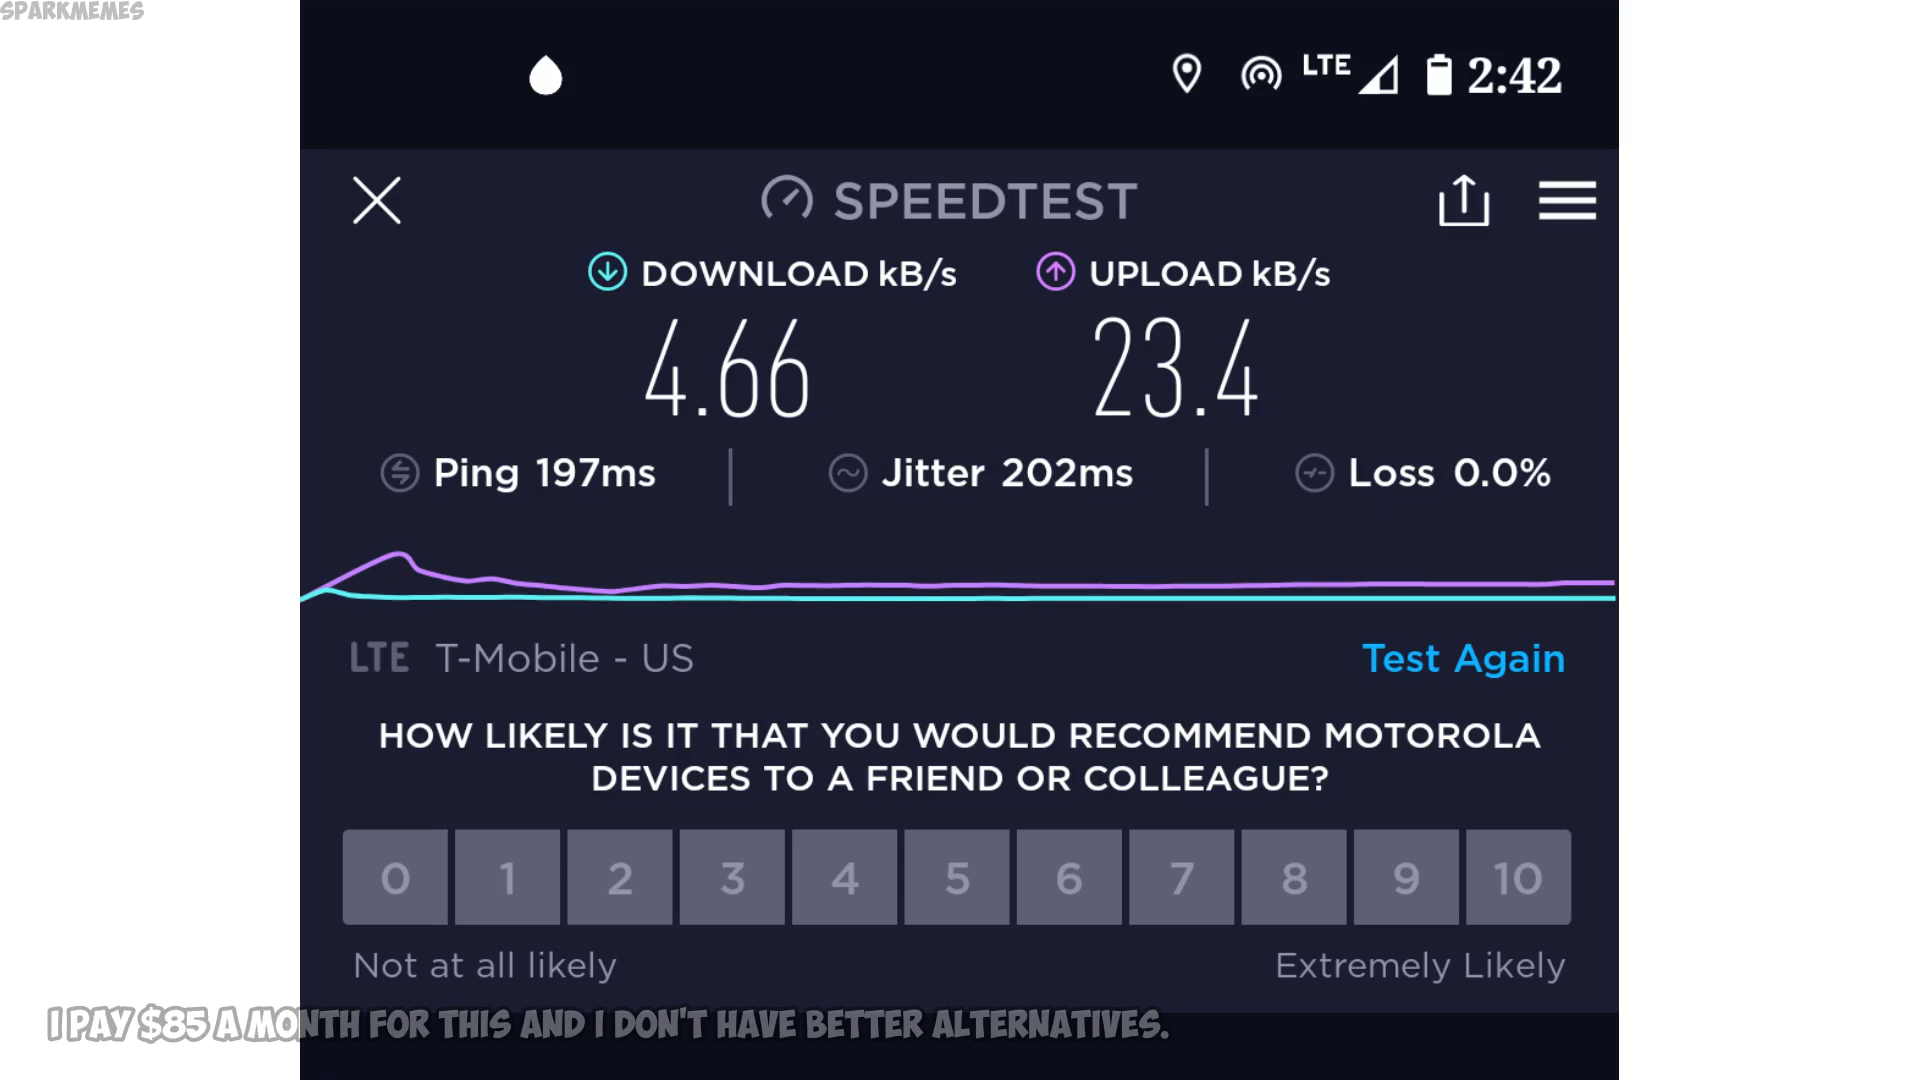 SPARKMEMES
LTE 2:42
SPEEDTEST
DOWNLOAD kB/s UPLOAD kB/s
4.66 23.4
Ping 197ms Jitter 202ms Loss 0.0%
LTE T-Mobile - US Test Again
HOW LIKELY IS IT THAT YOU WOULD RECOMMEND MOTOROLA
DEVICES TO A FRIEND OR COLLEAGUE?
0 1 2 3 4 5 6 7 8 9 10
Not at all likely Extremely Likely
I PAY $85 A MONTH FOR THIS AND I DON'T HAVE BETTER ALTERNATIVES.